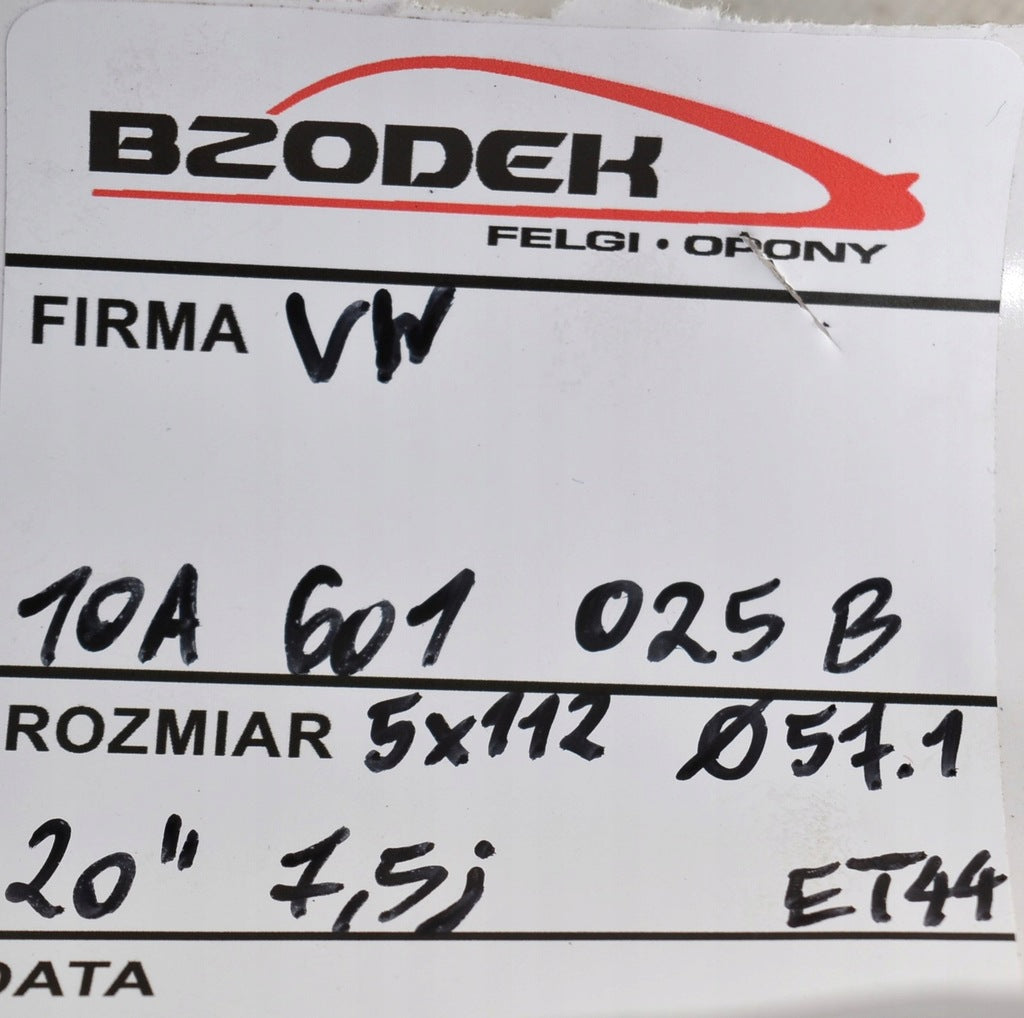 BZODEK
FELGI • OPONY
FIRMA VW
10A 601 025 B
ROZMIAR 5x112 Ø57.1
20" 7,5j ET44
DATA